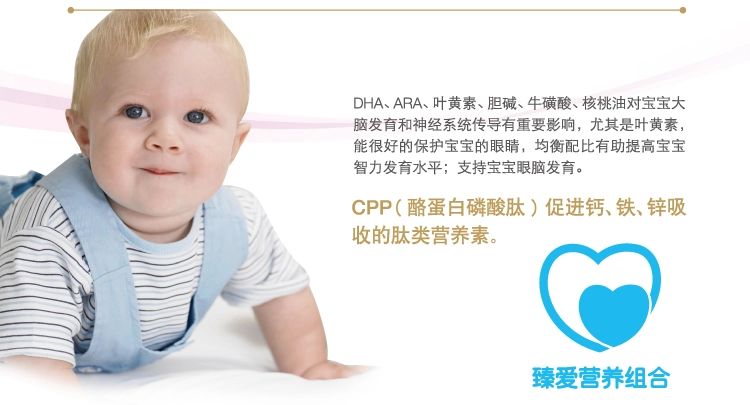 DHA、ARA、叶黄素、胆碱、牛磺酸、核桃油对宝宝大
脑发育和神经系统传导有重要影响，尤其是叶黄素，
能很好的保护宝宝的眼睛，均衡配比有助提高宝宝
智力发育水平；支持宝宝眼脑发育。
CPP（酪蛋白磷酸肽）促进钙、铁、锌吸
收的肽类营养素。
臻爱营养组合